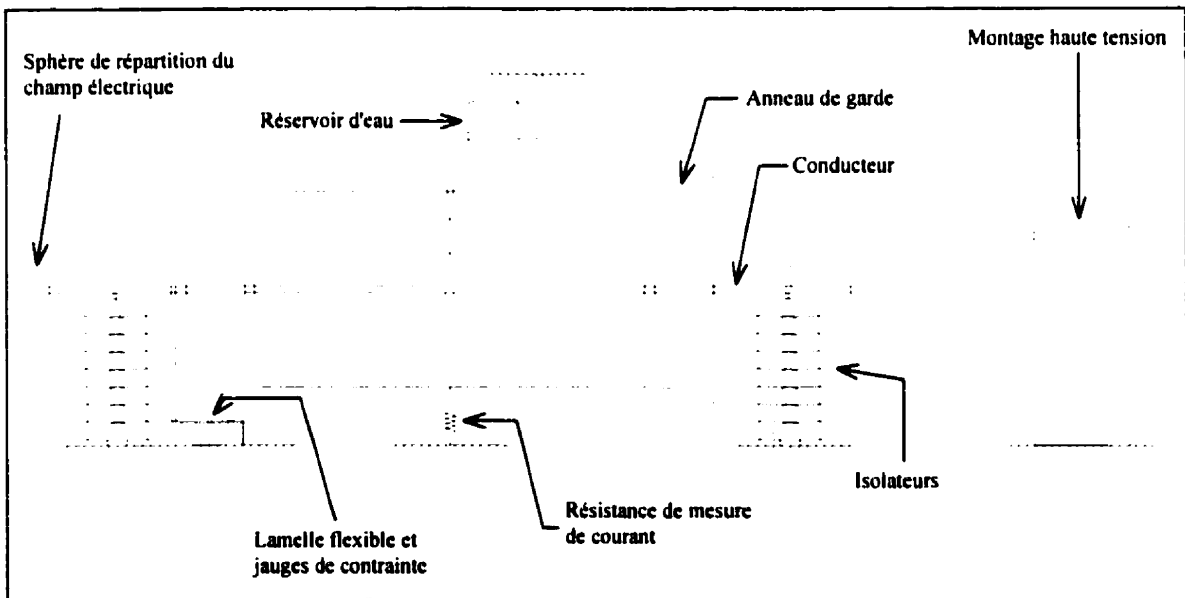 Montage haute tension
Sphère de répartition du
champ électrique
Anneau de garde
Réservoir d'eau
Conducteur
Isolateurs
Résistance de mesure
de courant
Lamelle flexible et
jauges de contrainte